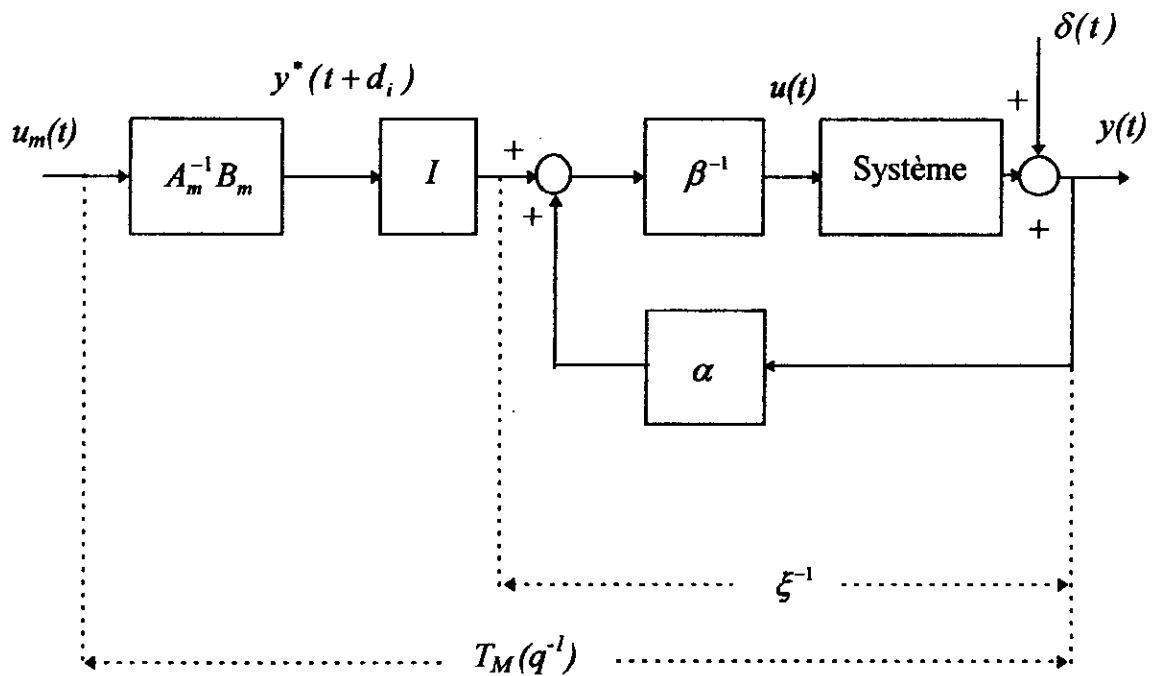 δ(t)
y*(t+d_i)
u(t)
+
y(t)
u_m(t)
A_m^{-1} B_m
I
+
β^{-1}
Système
+
+
α
ξ^{-1}
T_M(q^{-1})